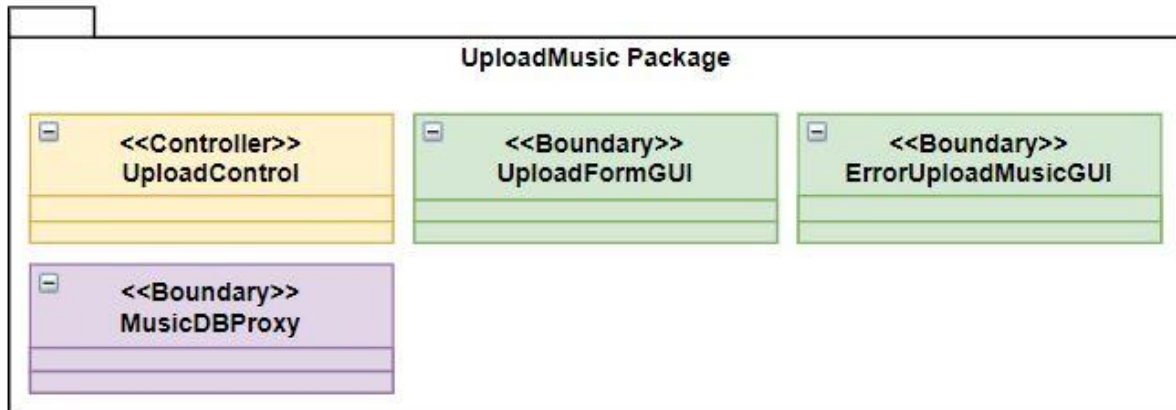 UploadMusic Package
<<Controller>>
UploadControl
<<Boundary>>
UploadFormGUI
<<Boundary>>
ErrorUploadMusicGUI
<<Boundary>>
MusicDBProxy